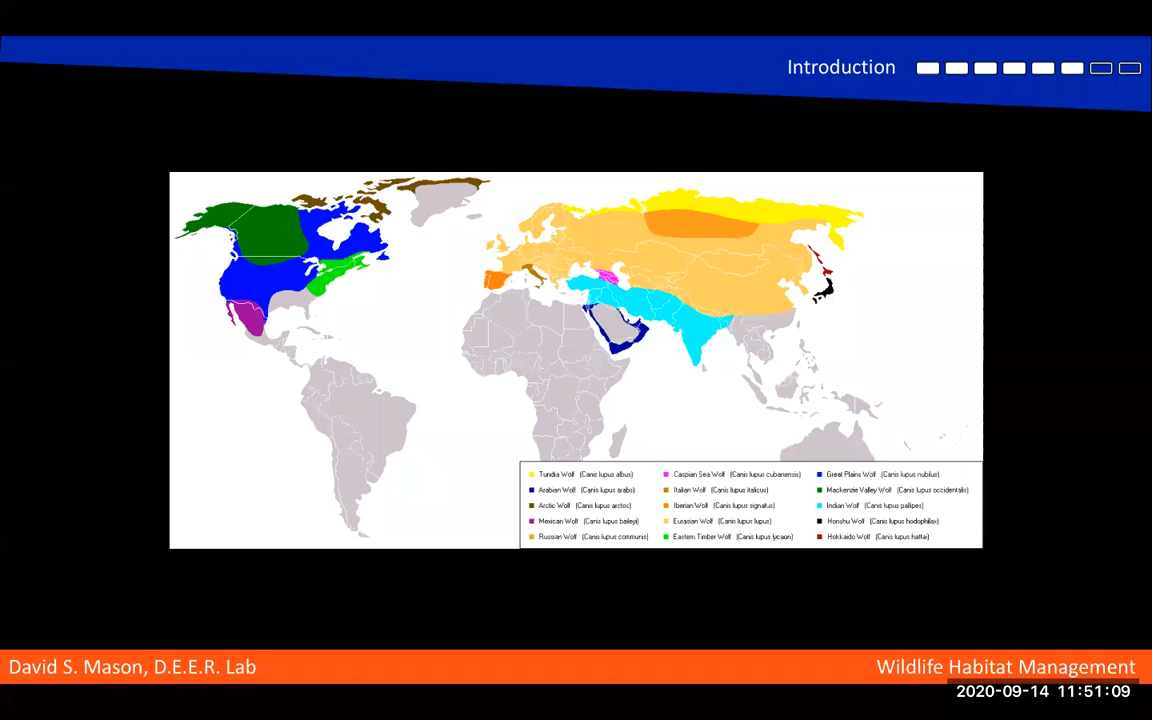 Introduction
Tundra Wolf (Canis lupus albus)
Caspian Sea Wolf (Canis lupus cubanensis)
Great Plains Wolf (Canis lupus nubilus)
Arabian Wolf (Canis lupus arabs)
Italian Wolf (Canis lupus italicus)
Mackenzie Valley Wolf (Canis lupus occidentalis)
Arctic Wolf (Canis lupus arctos)
Iberian Wolf (Canis lupus signatus)
Indian Wolf (Canis lupus pallipes)
Mexican Wolf (Canis lupus baileyi)
Eurasian Wolf (Canis lupus lupus)
Honshu Wolf (Canis lupus hodophilax)
Russian Wolf (Canis lupus communis)
Eastern Timber Wolf (Canis lupus lycaon)
Hokkaido Wolf (Canis lupus hattai)
David S. Mason, D.E.E.R. Lab
Wildlife Habitat Management
2020-09-14 11:51:09